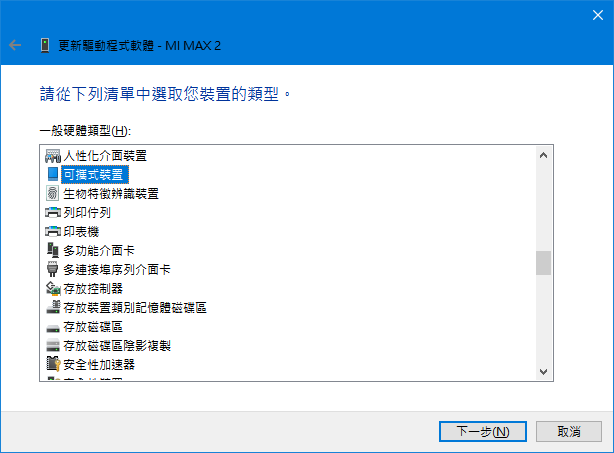 更新驅動程式軟體 - MI MAX 2
請從下列清單中選取您裝置的類型。
一般硬體類型(H):
人性化介面裝置
可攜式裝置
生物特徵辨識裝置
列印佇列
印表機
多功能介面卡
多連接埠序列介面卡
存放控制器
存放裝置類別記憶體磁碟區
存放磁碟區
存放磁碟區陰影複製
安全性加速器
下一步(N)
取消